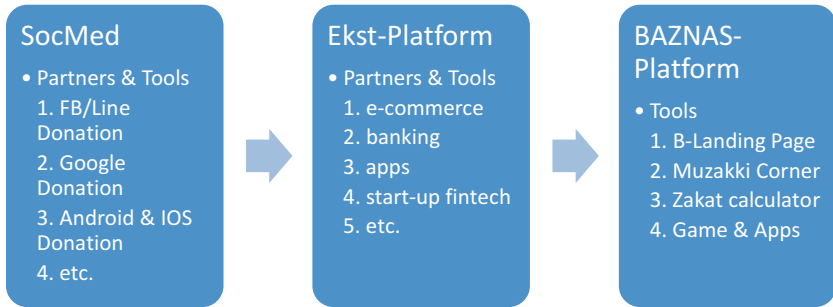 SocMed
• Partners & Tools
1. FB/Line
Donation
2. Google
Donation
3. Android & IOS
Donation
4. etc.
Ekst-Platform
• Partners & Tools
1. e-commerce
2. banking
3. apps
4. start-up fintech
5. etc.
BAZNAS-
Platform
• Tools
1. B-Landing Page
2. Muzakki Corner
3. Zakat calculator
4. Game & Apps